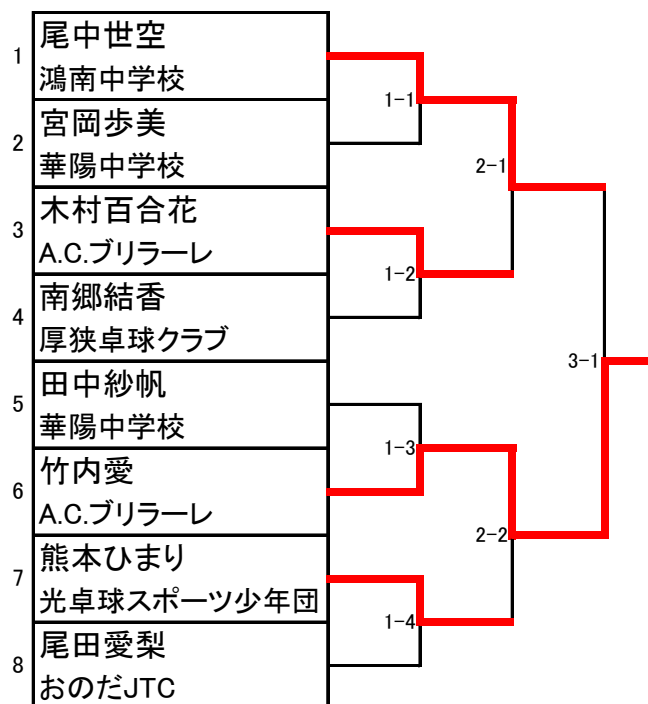 1
尾中世空
鴻南中学校
2
宮岡歩美
華陽中学校
3
木村百合花
A.C.ブリラーレ
4
南郷結香
厚狭卓球クラブ
5
田中紗帆
華陽中学校
6
竹内愛
A.C.ブリラーレ
7
熊本ひまり
光卓球スポーツ少年団
8
尾田愛梨
おのだJTC
1-1
1-2
1-3
1-4
2-1
2-2
3-1